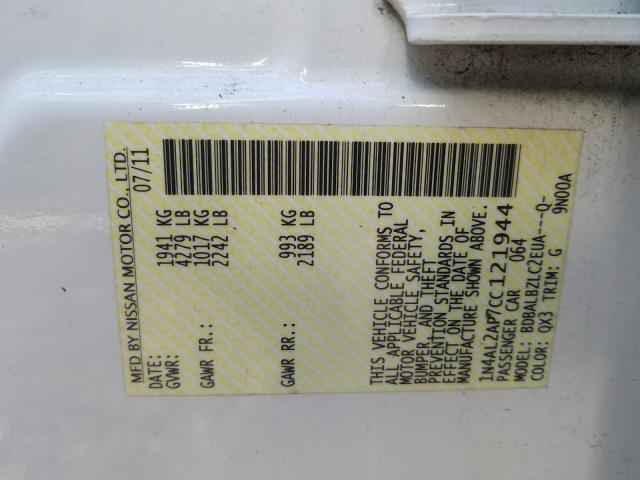 MFD BY NISSAN MOTOR CO., LTD.
DATE: 07/11
GVWR: 1941 KG
4279 LB
GAWR FR.: 1017 KG
2242 LB
GAWR RR.: 993 KG
2189 LB
THIS VEHICLE CONFORMS TO
ALL APPLICABLE FEDERAL
MOTOR VEHICLE SAFETY,
BUMPER, AND THEFT
PREVENTION STANDARDS IN
EFFECT ON THE DATE OF
MANUFACTURE SHOWN ABOVE.
1N4AL2AP7CC121944
PASSENGER CAR 064
MODEL: BDBALBZLC2EUA---Q-
COLOR: QX3 TRIM: G 9N00A